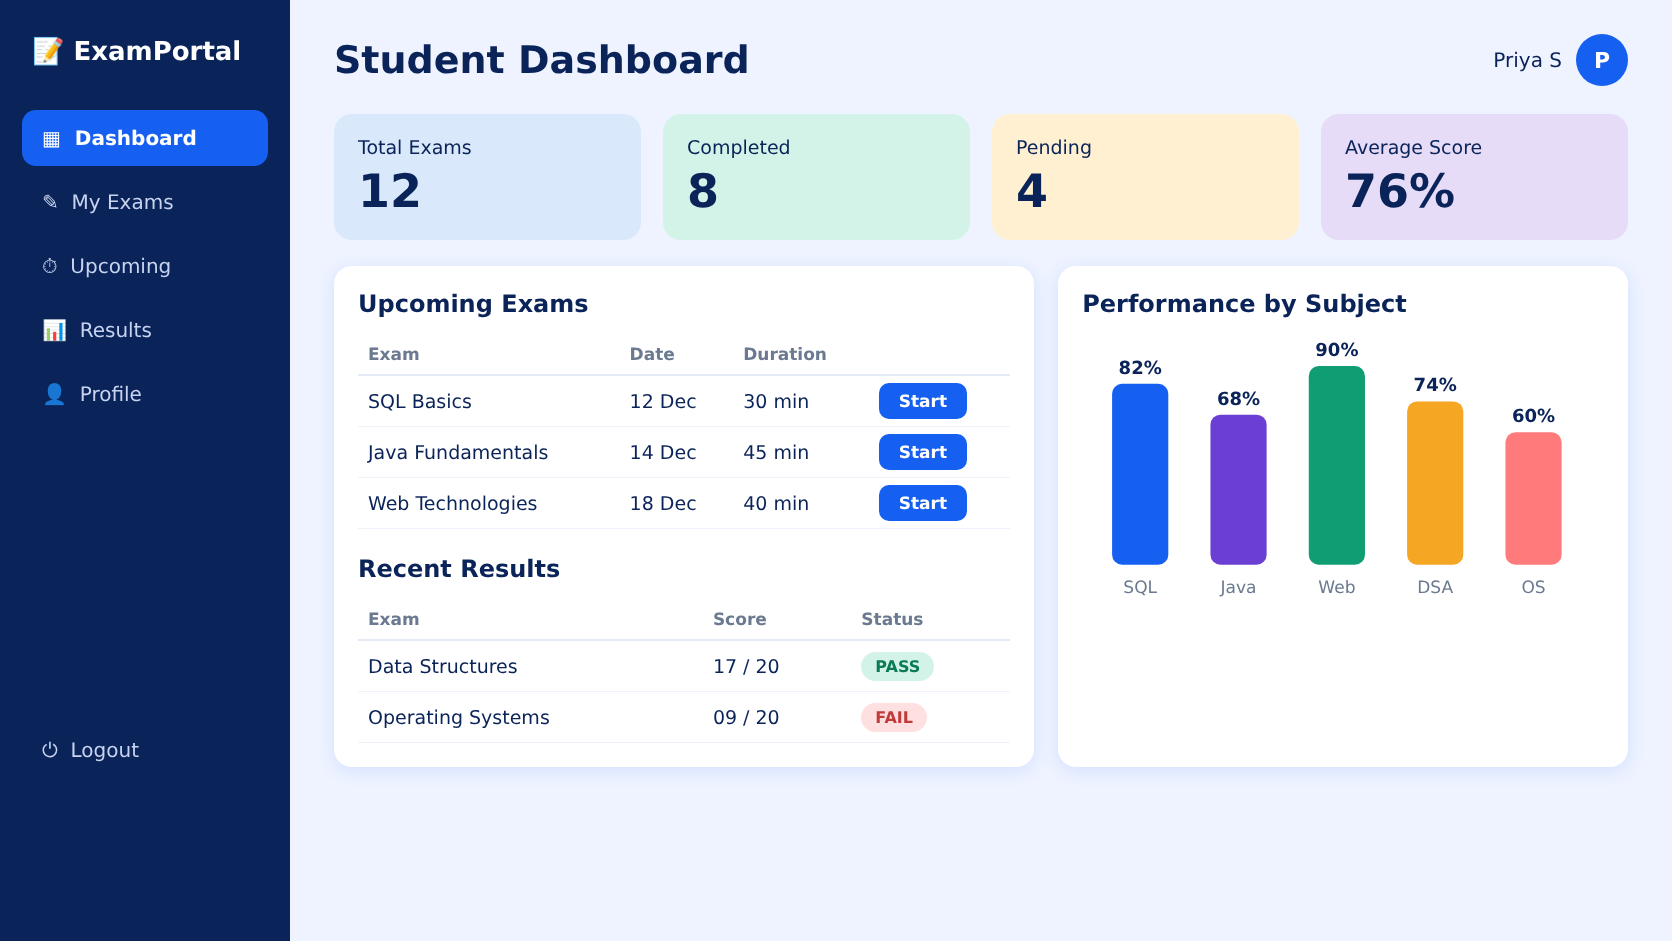 ExamPortal
Dashboard
My Exams
Upcoming
Results
Profile
Logout
Student Dashboard
Priya S P
Total Exams
12
Completed
8
Pending
4
Average Score
76%
Upcoming Exams
Exam Date Duration
SQL Basics 12 Dec 30 min Start
Java Fundamentals 14 Dec 45 min Start
Web Technologies 18 Dec 40 min Start
Recent Results
Exam Score Status
Data Structures 17 / 20 PASS
Operating Systems 09 / 20 FAIL
Performance by Subject
82% 68% 90% 74% 60%
SQL Java Web DSA OS